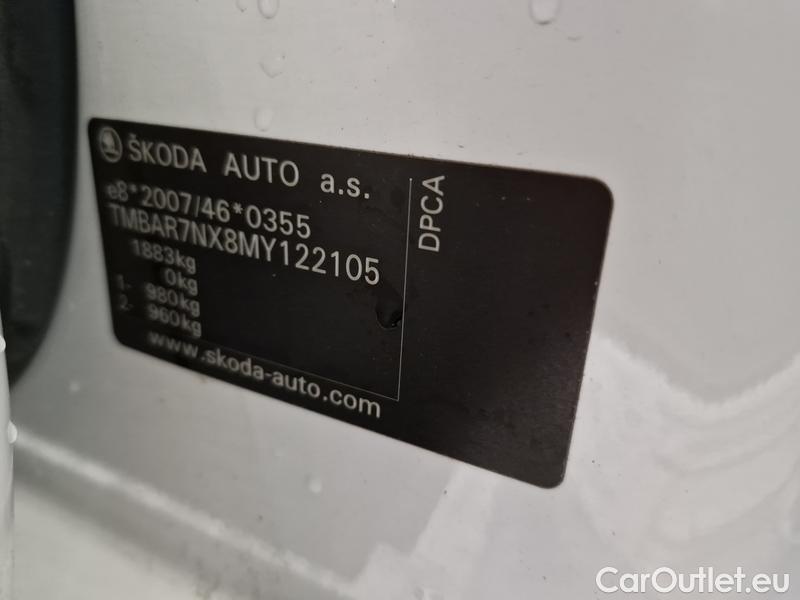 ŠKODA AUTO a.s.
e8*2007/46*0355
TMBAR7NX8MY122105
1883kg
0kg
1- 980kg
2- 960kg
www.skoda-auto.com
DPCA
CarOutlet.eu